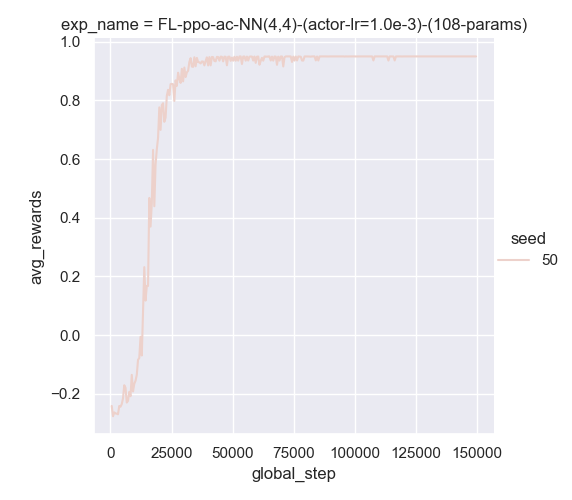 exp_name = FL-ppo-ac-NN(4,4)-(actor-lr=1.0e-3)-(108-params)
1.0
0.8
0.6
0.4
0.2
0.0
−0.2
avg_rewards
0 25000 50000 75000 100000 125000 150000
global_step
seed
50